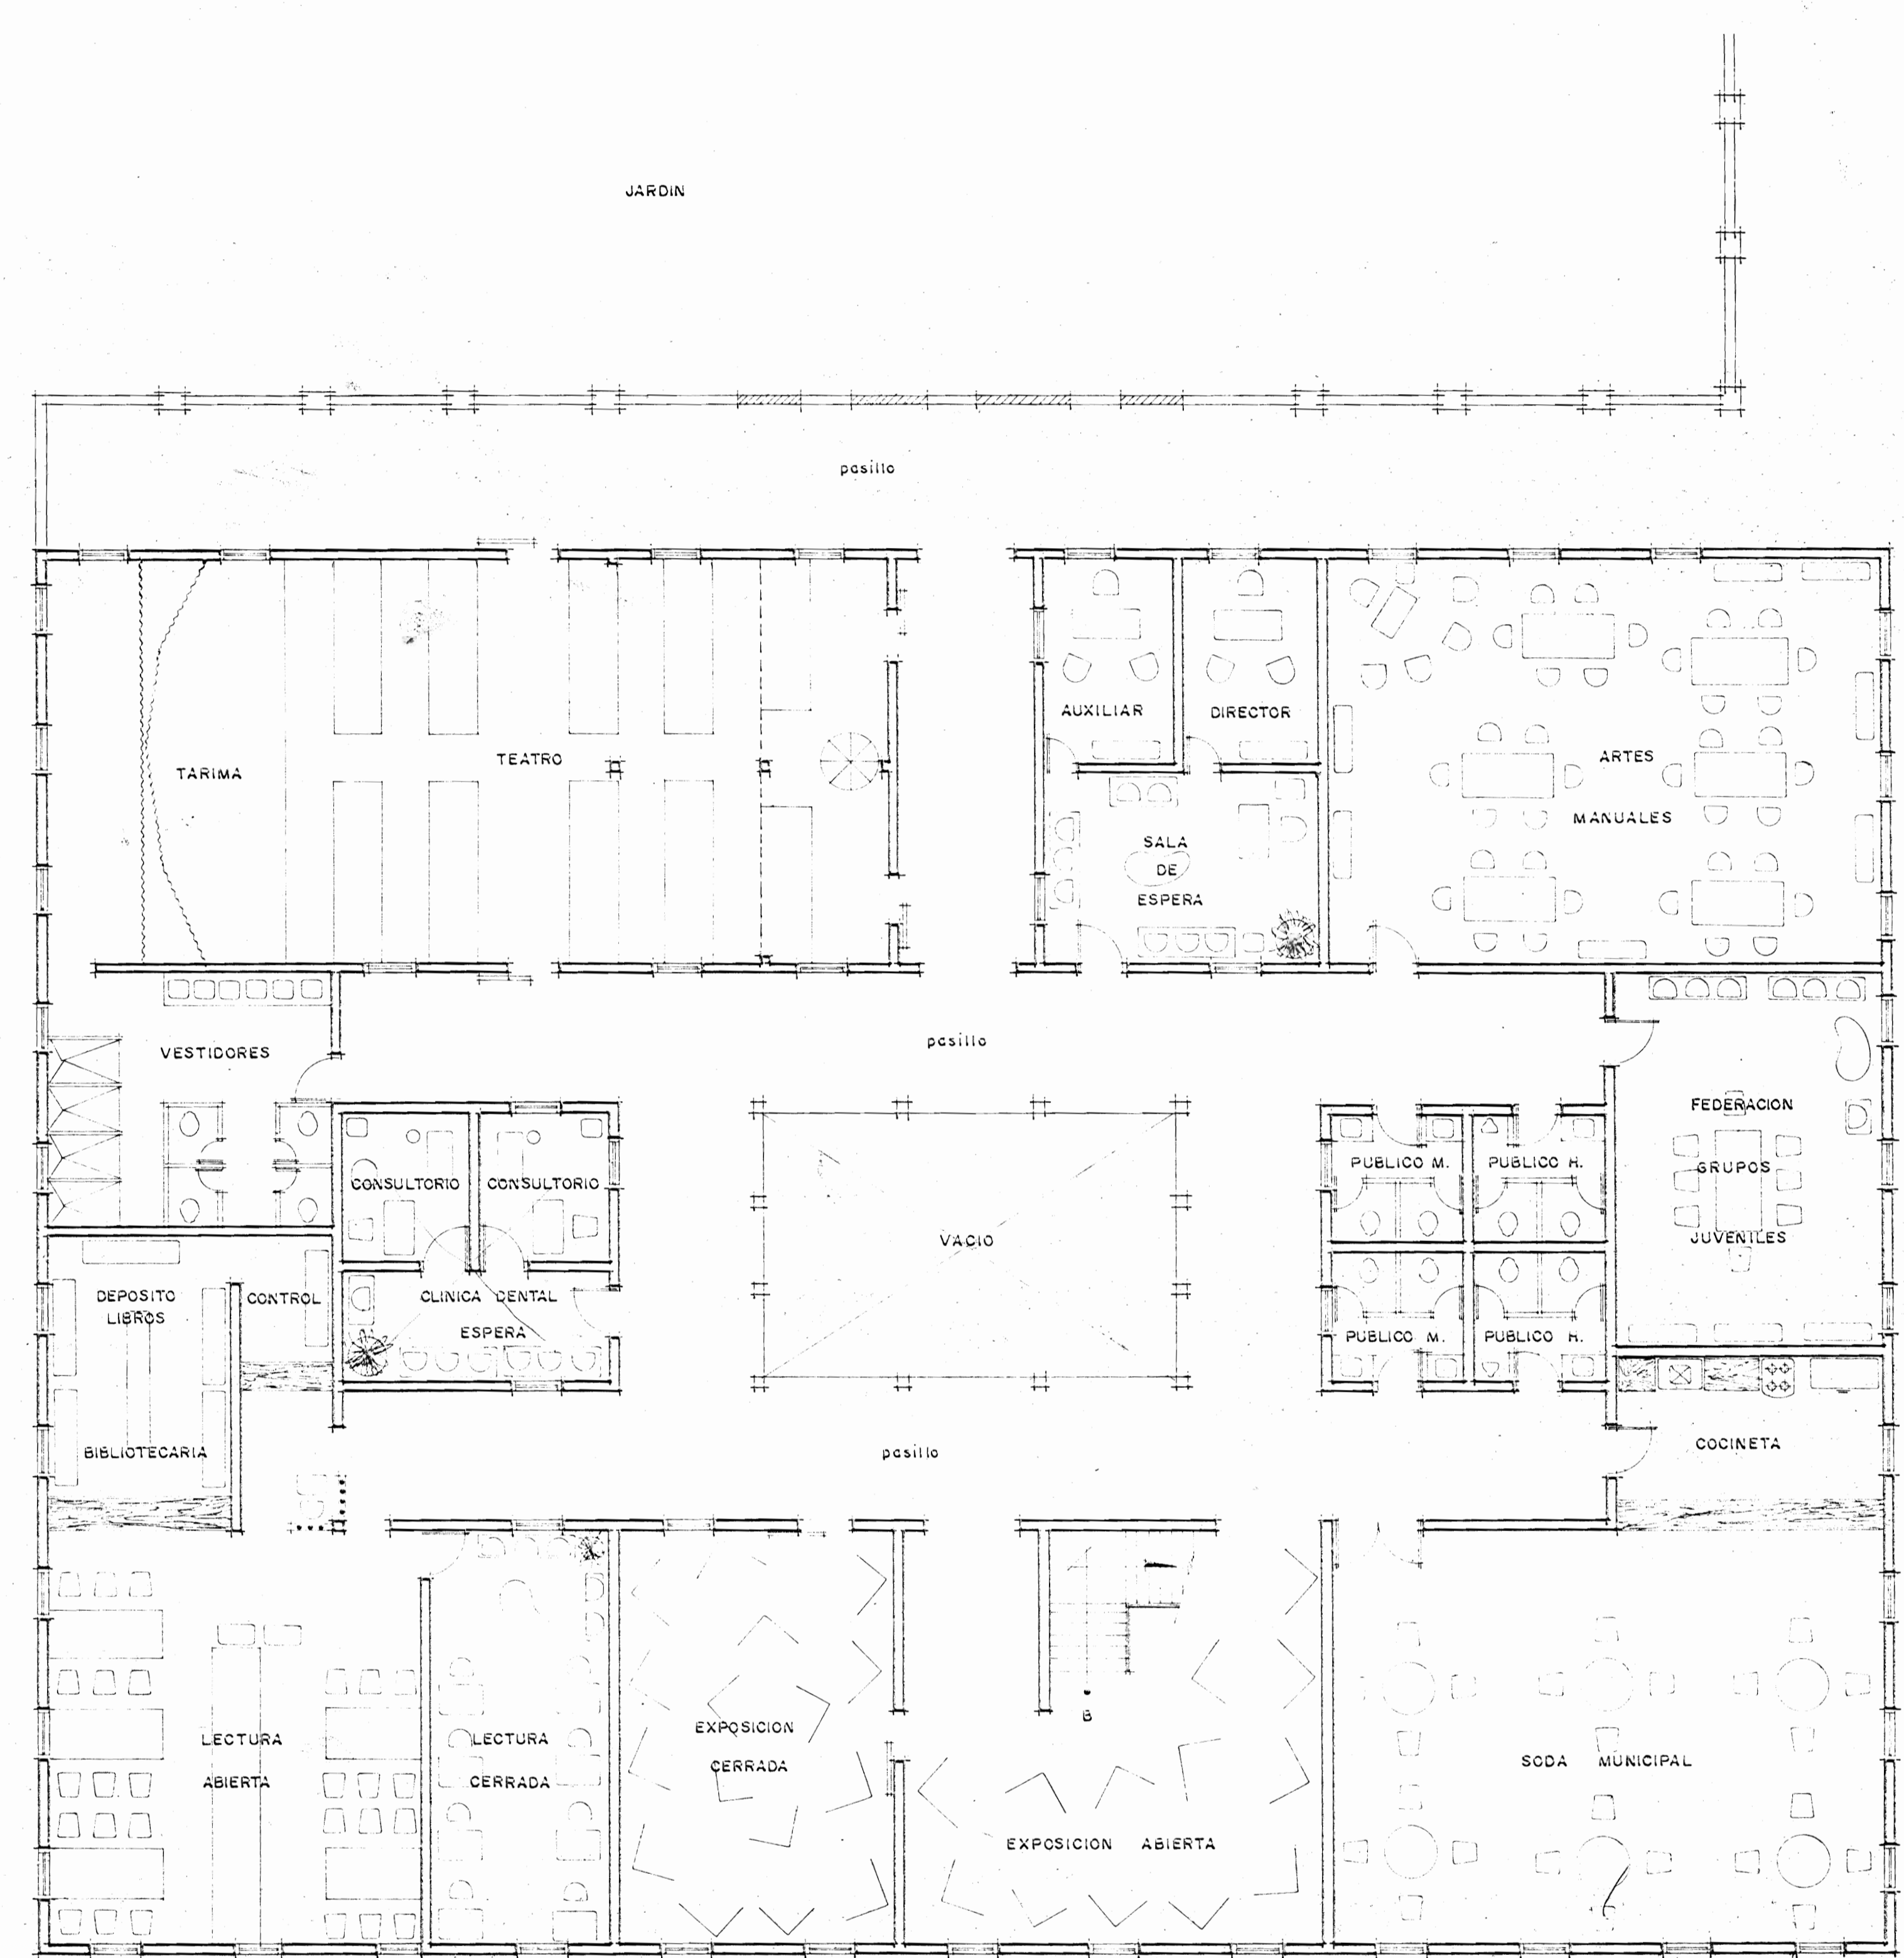 JARDIN
pasillo
AUXILIAR
DIRECTOR
TEATRO
TARIMA
ARTES
MANUALES
SALA
DE
ESPERA
VESTIDORES
pasillo
FEDERACION
GRUPOS
JUVENILES
CONSULTORIO
CONSULTORIO
PUBLICO M.
PUBLICO H.
VACIO
DEPOSITO
LIBROS
CONTROL
CLINICA DENTAL
ESPERA
PUBLICO M.
PUBLICO H.
BIBLIOTECARIA
pasillo
COCINETA
B
LECTURA
ABIERTA
LECTURA
CERRADA
EXPOSICION
CERRADA
EXPOSICION ABIERTA
SODA MUNICIPAL